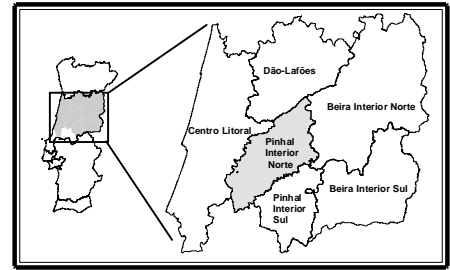 Dão-Lafões
Beira Interior Norte
Centro Litoral
Pinhal
Interior
Norte
Beira Interior Sul
Pinhal
Interior
Sul